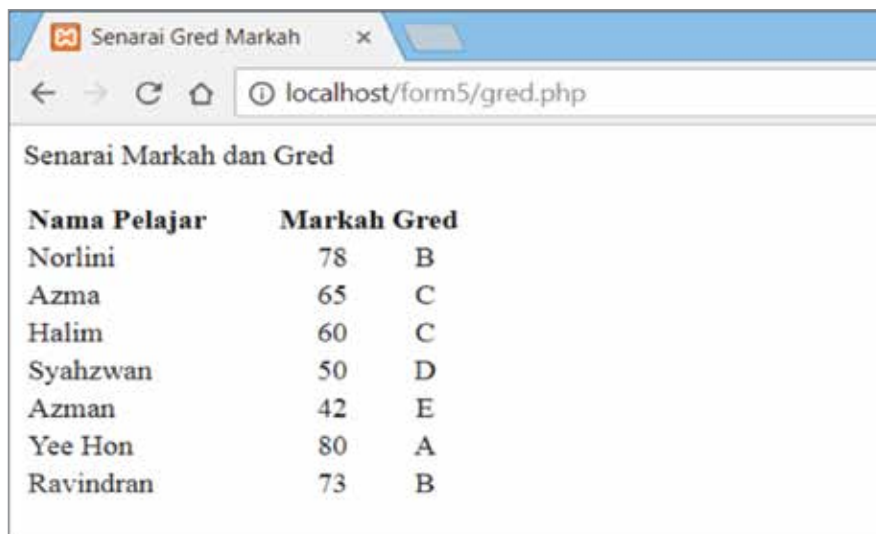 Senarai Gred Markah
localhost/form5/gred.php
Senarai Markah dan Gred
Nama Pelajar Markah Gred
Norlini 78 B
Azma 65 C
Halim 60 C
Syahzwan 50 D
Azman 42 E
Yee Hon 80 A
Ravindran 73 B